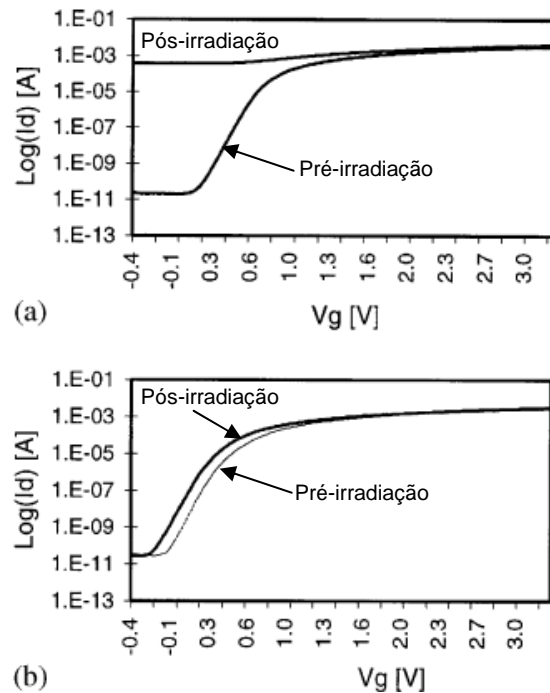 1.E-01
Pós-irradiação
1.E-03
1.E-05
1.E-07
1.E-09
1.E-11
1.E-13
Log(Id) [A]
Pré-irradiação
-0.4 -0.1 0.3 0.6 1.0 1.3 1.6 2.0 2.3 2.7 3.0
(a)
Vg [V]
1.E-01
Pós-irradiação
1.E-03
1.E-05
1.E-07
1.E-09
1.E-11
1.E-13
Log(Id) [A]
Pré-irradiação
-0.4 -0.1 0.3 0.6 1.0 1.3 1.6 2.0 2.3 2.7 3.0
(b)
Vg [V]